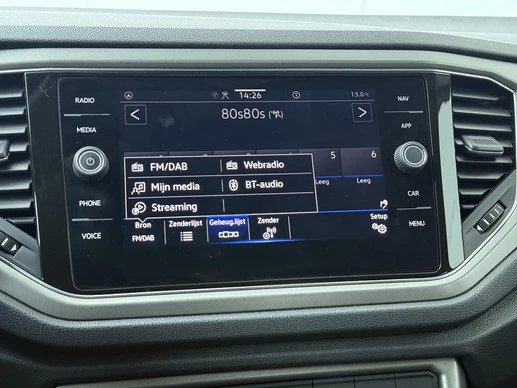 14:26
15.0°C
RADIO
NAV
80s80s
MEDIA
APP
FM/DAB
Webradio
5
6
Mijn media
BT-audio
Leeg
Leeg
Streaming
PHONE
CAR
Bron
Zenderlijst
Geheug.lijst
Zender
Setup
VOICE
FM/DAB
MENU